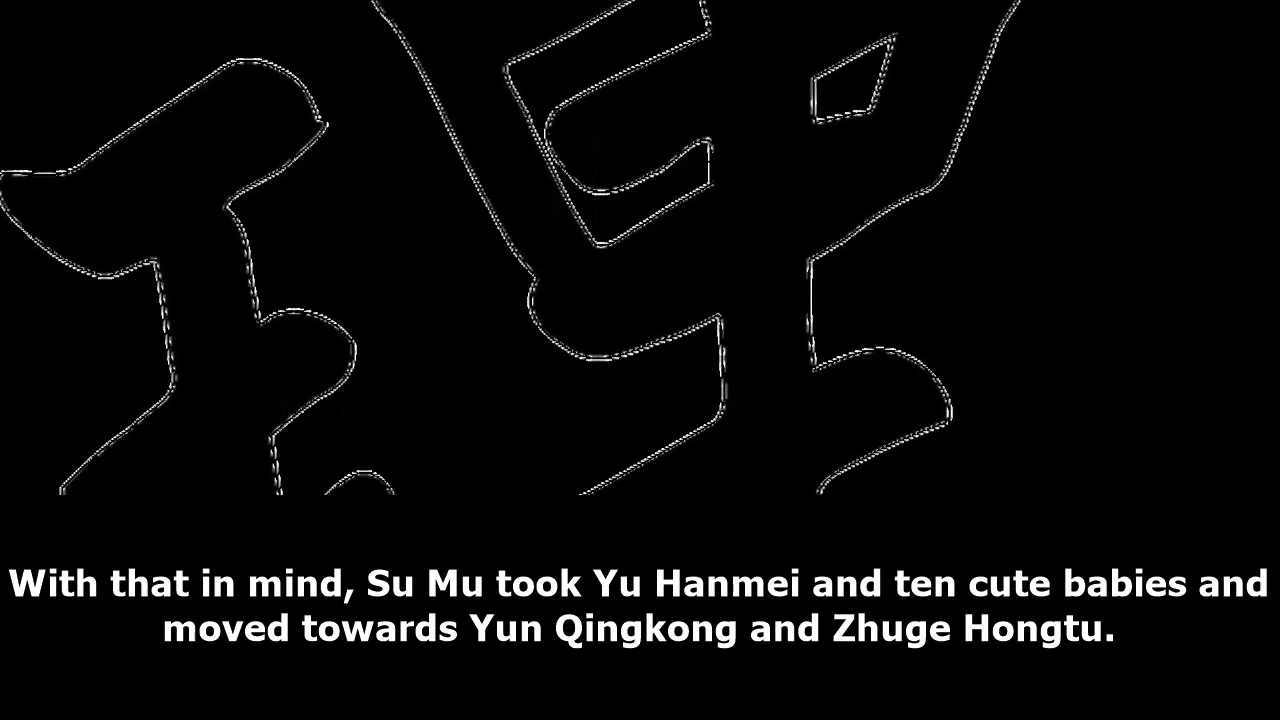 With that in mind, Su Mu took Yu Hanmei and ten cute babies and
moved towards Yun Qingkong and Zhuge Hongtu.